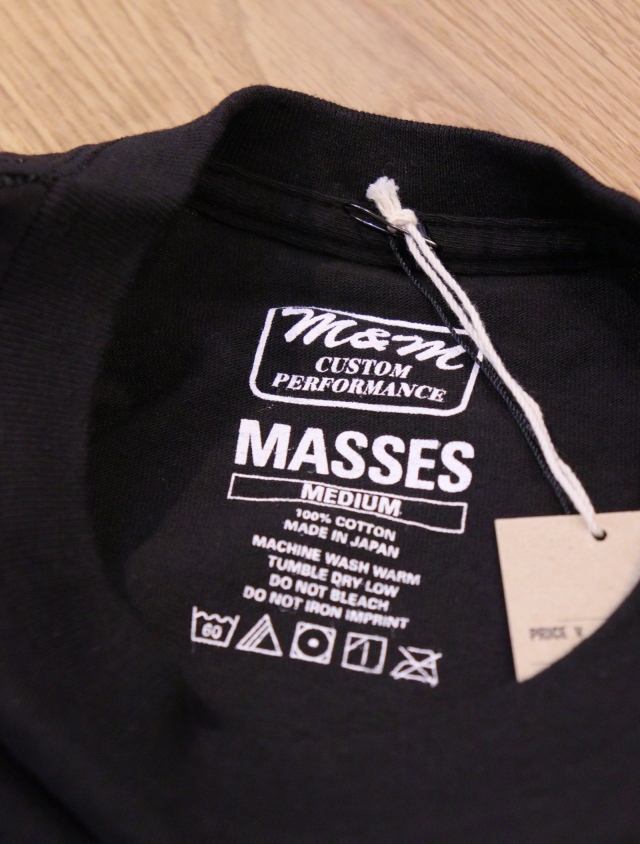 M&M
CUSTOM
PERFORMANCE
MASSES
MEDIUM
100% COTTON
MADE IN JAPAN
MACHINE WASH WARM
TUMBLE DRY LOW
DO NOT BLEACH
DO NOT IRON IMPRINT
60
PRICE ¥